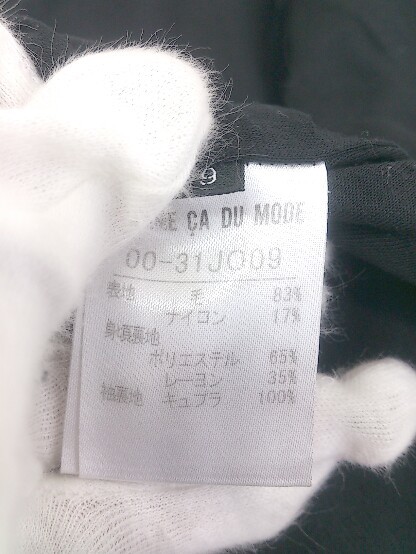 9
ÇA DU MODE
00-31JO09
表地 毛 83%
ナイロン 17%
身頃裏地
ポリエステル 65%
レーヨン 35%
袖裏地 キュプラ 100%